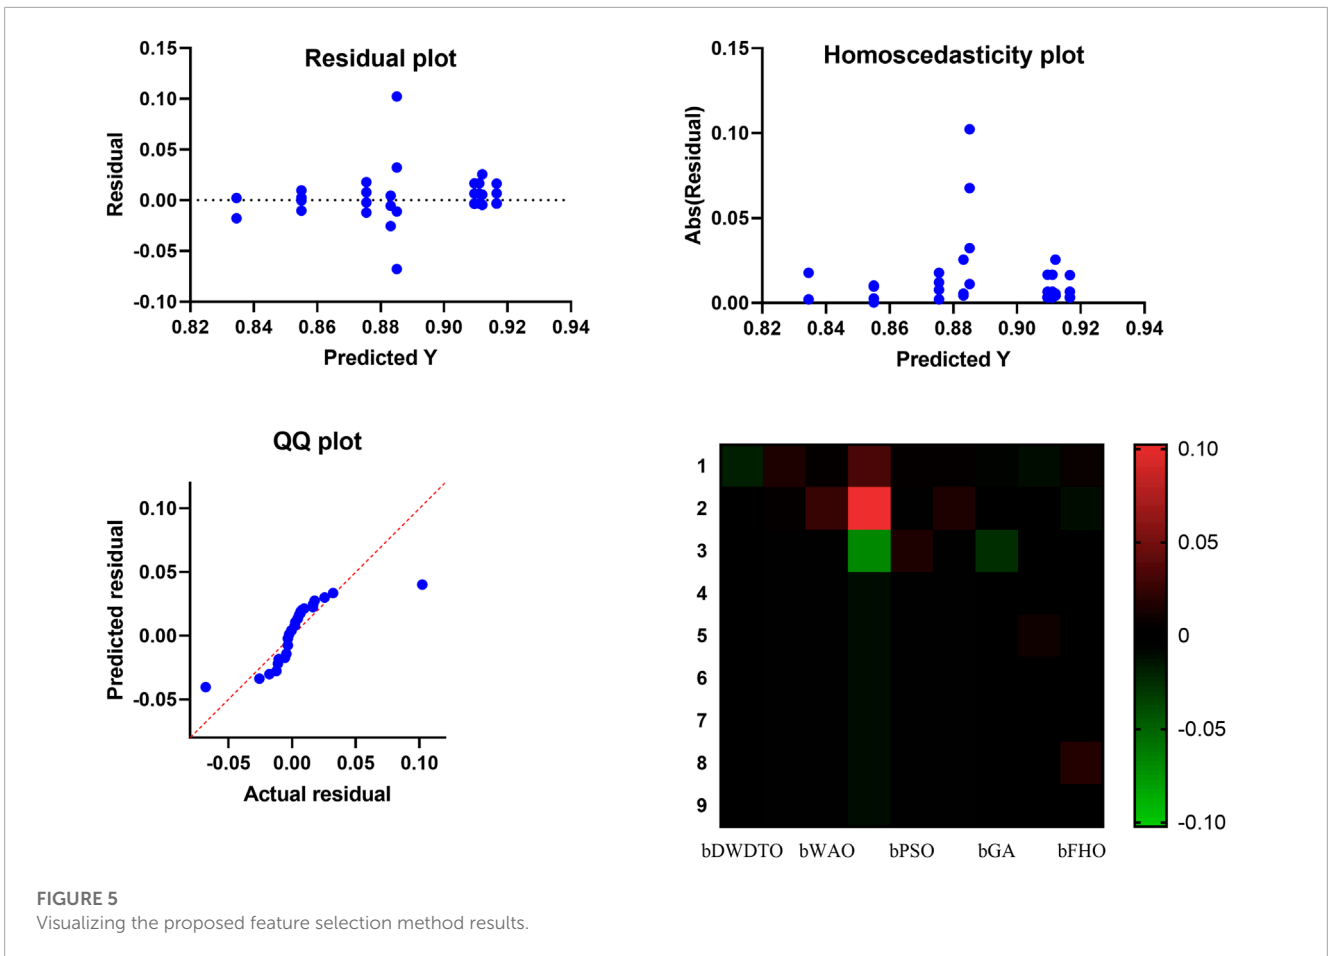 Residual plot
0.15
0.10
0.05
0.00
-0.05
-0.10
Residual
0.82 0.84 0.86 0.88 0.90 0.92 0.94
Predicted Y
Homoscedasticity plot
0.15
0.10
0.05
0.00
Abs(Residual)
0.82 0.84 0.86 0.88 0.90 0.92 0.94
Predicted Y
QQ plot
0.10
0.05
0.00
-0.05
Predicted residual
-0.05 0.00 0.05 0.10
Actual residual
1
2
3
4
5
6
7
8
9
bDWDTO bWAO bPSO bGA bFHO
0.10
0.05
0
-0.05
-0.10
FIGURE 5
Visualizing the proposed feature selection method results.